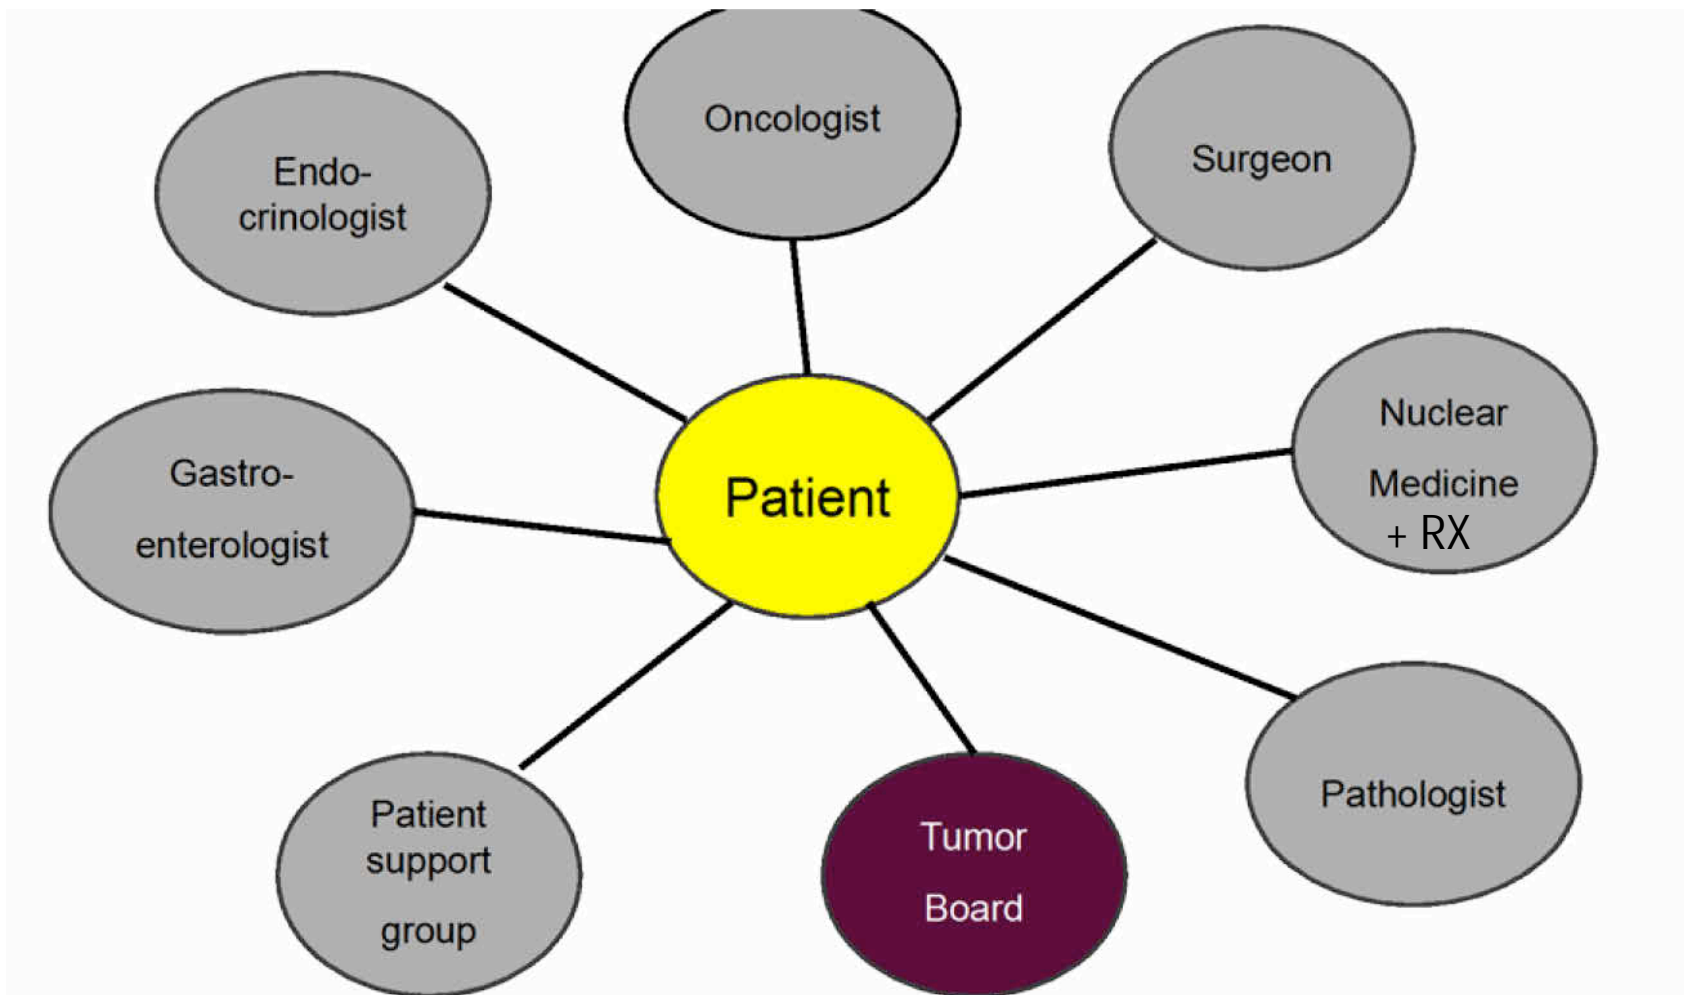 Oncologist
Surgeon
Endo-
crinologist
Nuclear
Medicine
+ RX
Gastro-
enterologist
Patient
Pathologist
Patient
support
group
Tumor
Board